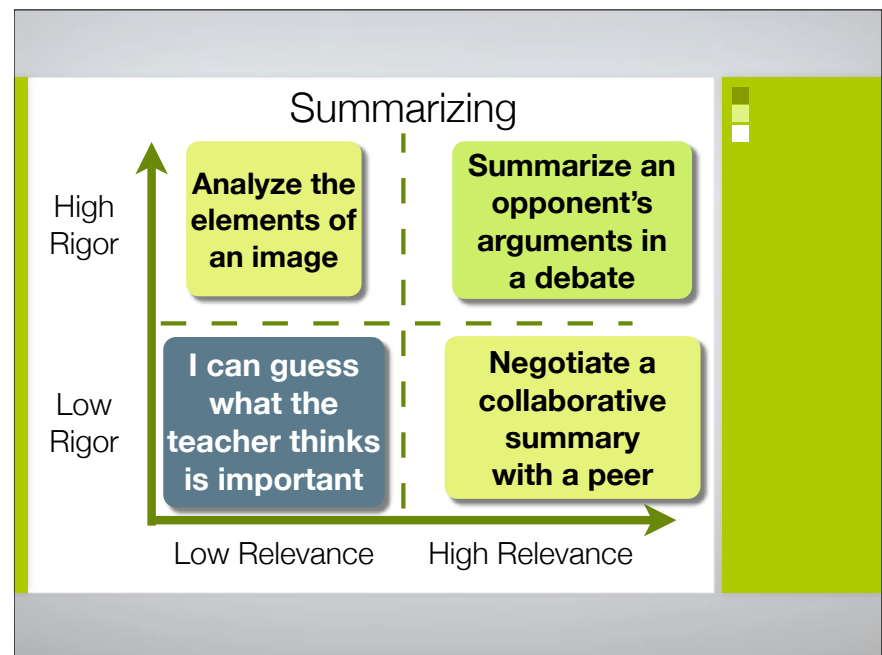 Summarizing
High
Rigor
Analyze the
elements of
an image
Summarize an
opponent’s
arguments in
a debate
Low
Rigor
I can guess
what the
teacher thinks
is important
Negotiate a
collaborative
summary
with a peer
Low Relevance
High Relevance